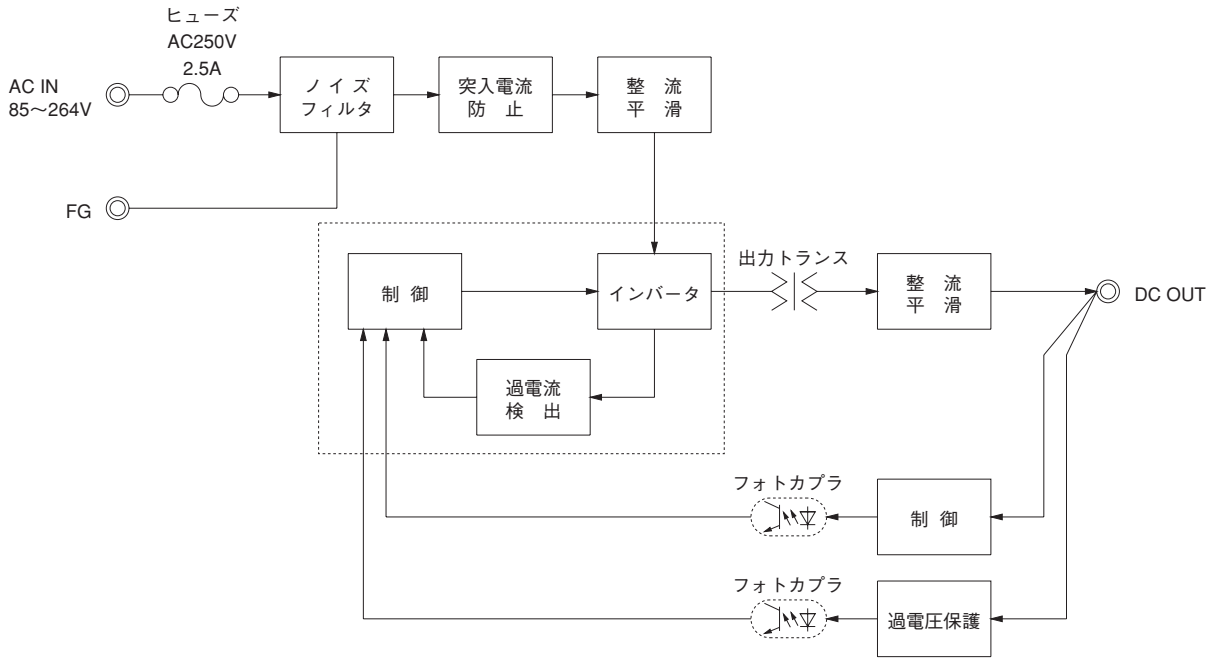 ヒューズ
AC250V
2.5A
AC IN
85〜264V
ノイズ
フィルタ
突入電流
防止
整流
平滑
FG
制御
インバータ
出力トランス
整流
平滑
DC OUT
過電流
検出
フォトカプラ
制御
フォトカプラ
過電圧保護